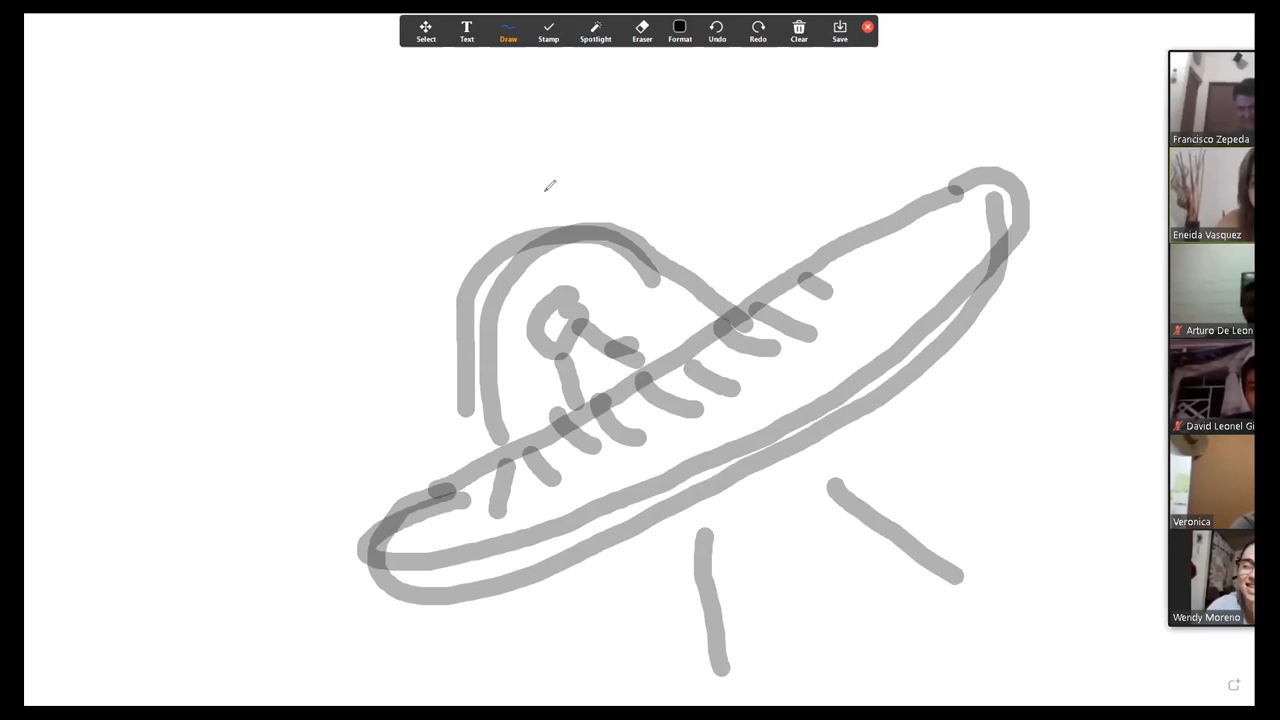 Select Text Draw Stamp Spotlight Eraser Format Undo Redo Clear Save
Francisco Zepeda
Eneida Vasquez
Arturo De Leon
David Leonel Gi
Veronica
Wendy Moreno